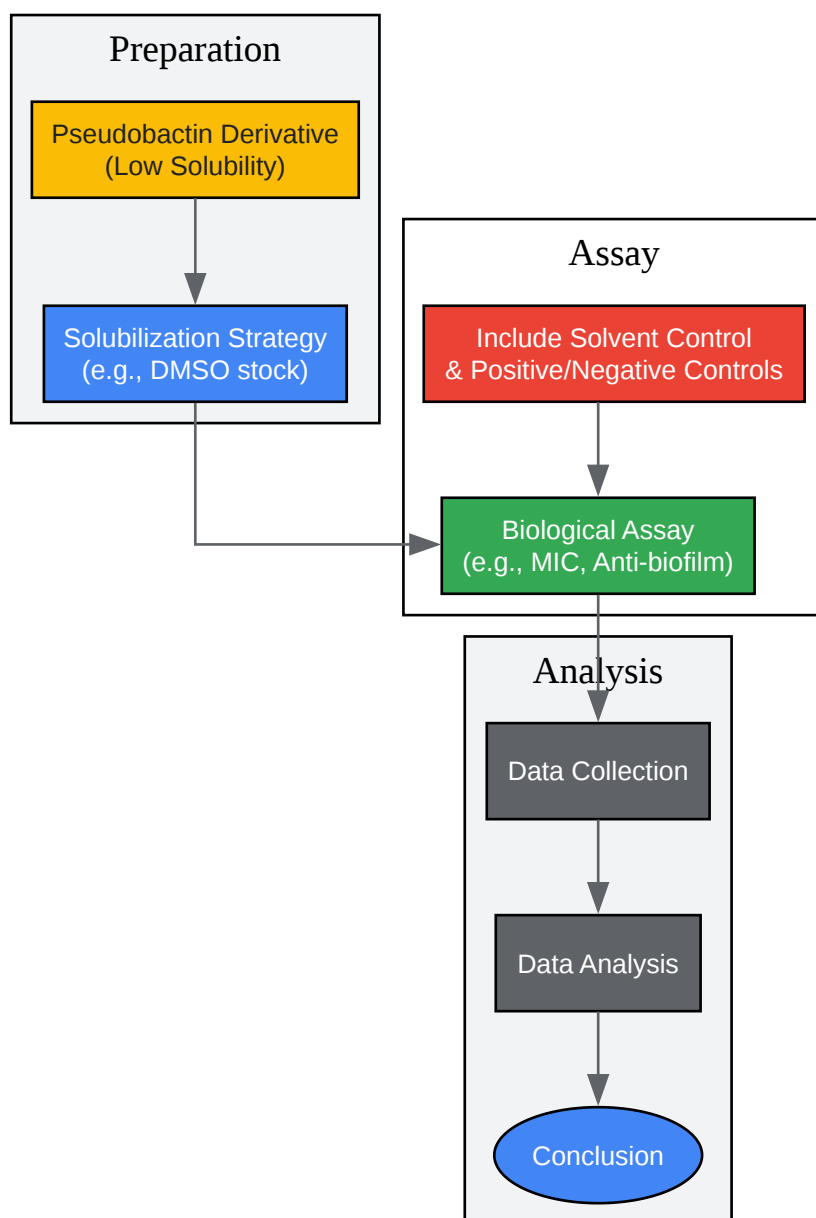 Preparation
Pseudobactin Derivative
(Low Solubility)
Solubilization Strategy
(e.g., DMSO stock)
Assay
Include Solvent Control
& Positive/Negative Controls
Biological Assay
(e.g., MIC, Anti-biofilm)
Analysis
Data Collection
Data Analysis
Conclusion